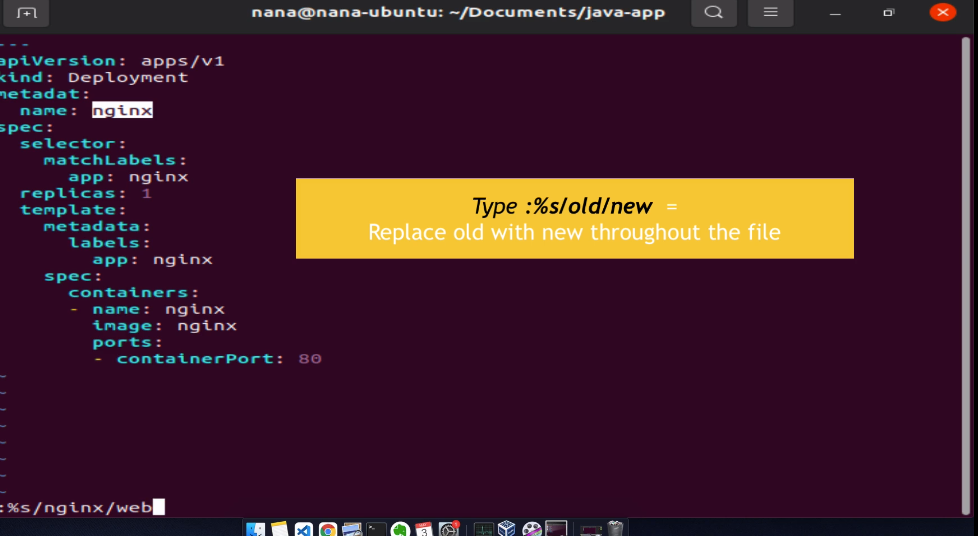 nana@nana-ubuntu: ~/Documents/java-app
---
apiVersion: apps/v1
kind: Deployment
metadat:
  name: nginx
spec:
  selector:
    matchLabels:
      app: nginx
  replicas: 1
  template:
    metadata:
      labels:
        app: nginx
    spec:
      containers:
      - name: nginx
        image: nginx
        ports:
        - containerPort: 80
Type :%s/old/new =
Replace old with new throughout the file
~
~
~
~
~
~
~
~
:%s/nginx/web
3